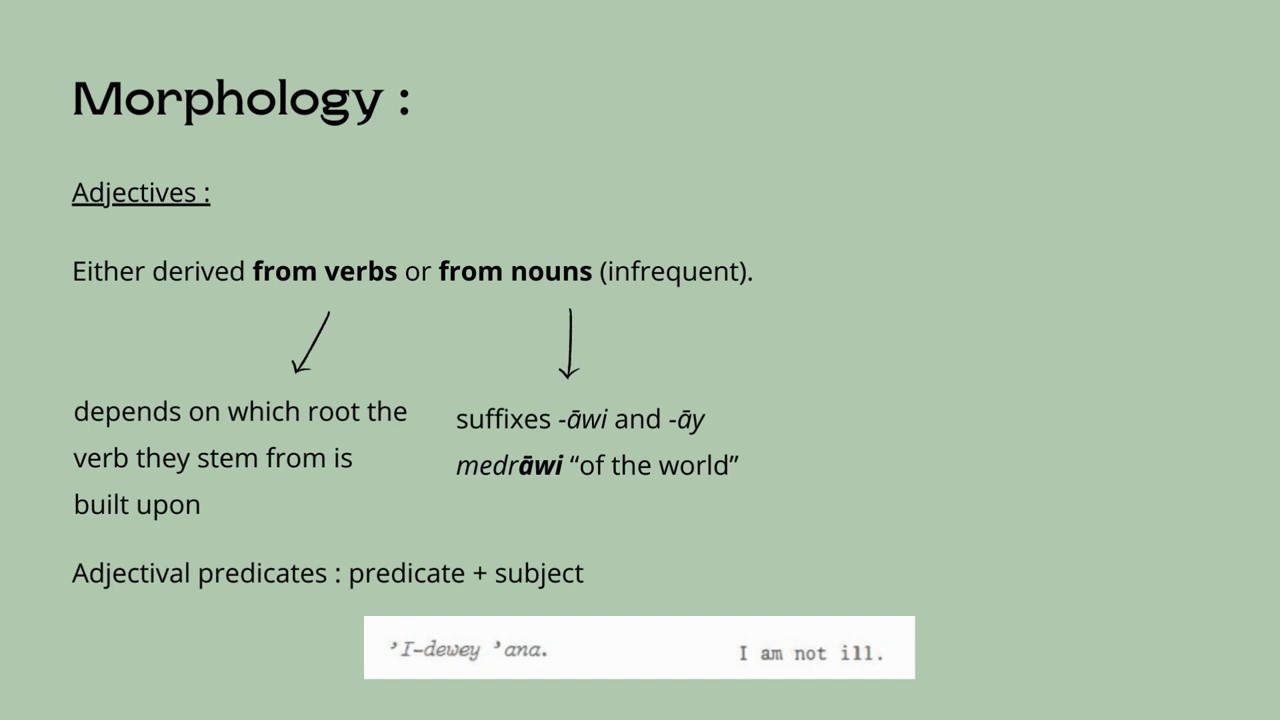 Morphology :
Adjectives :
Either derived from verbs or from nouns (infrequent).
depends on which root the
verb they stem from is
built upon
suffixes -āwi and -āy
medrāwi “of the world”
Adjectival predicates : predicate + subject
’I-dewey ’ana. I am not ill.